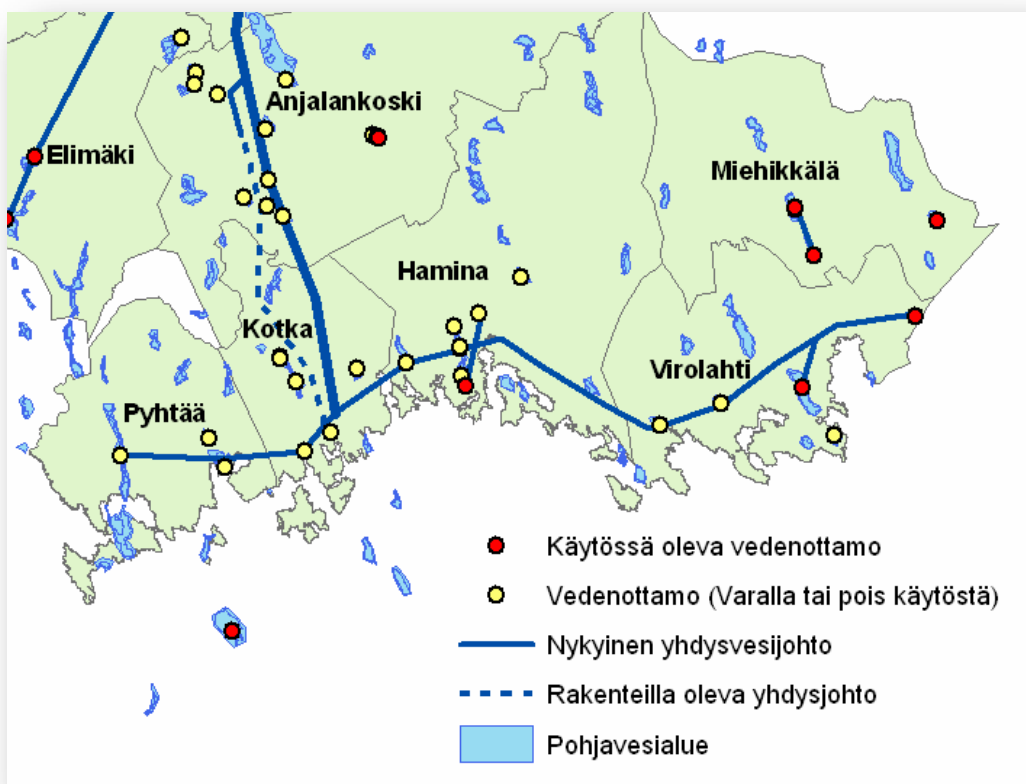 Anjalankoski
Elimäki
Miehikkälä
Hamina
Kotka
Virolahti
Pyhtää
Käytössä oleva vedenottamo
Vedenottamo (Varalla tai pois käytöstä)
Nykyinen yhdysvesijohto
Rakenteilla oleva yhdysjohto
Pohjavesialue